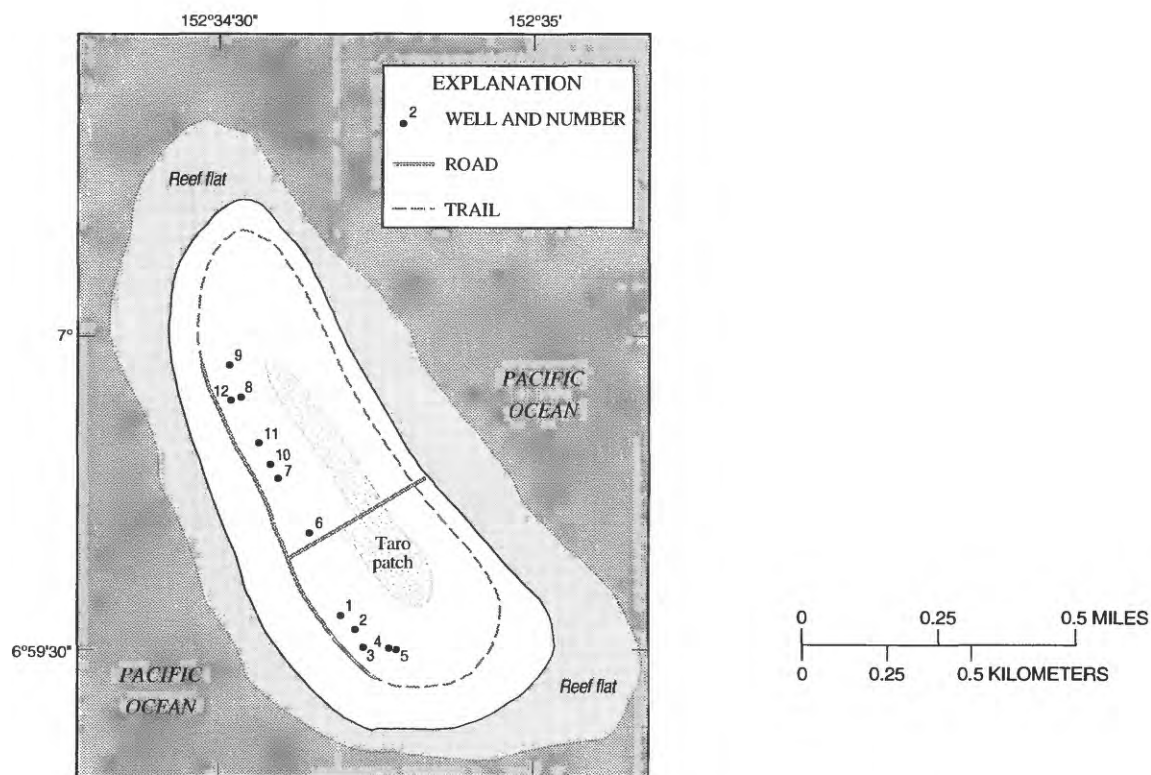 152°34'30"
152°35'
EXPLANATION
2
WELL AND NUMBER
ROAD
TRAIL
Reef flat
7°
9
PACIFIC
OCEAN
12
8
11
10
7
6
Taro
patch
1
2
3
4
5
6°59'30"
PACIFIC
OCEAN
Reef flat
0 0.25 0.5 MILES
0 0.25 0.5 KILOMETERS